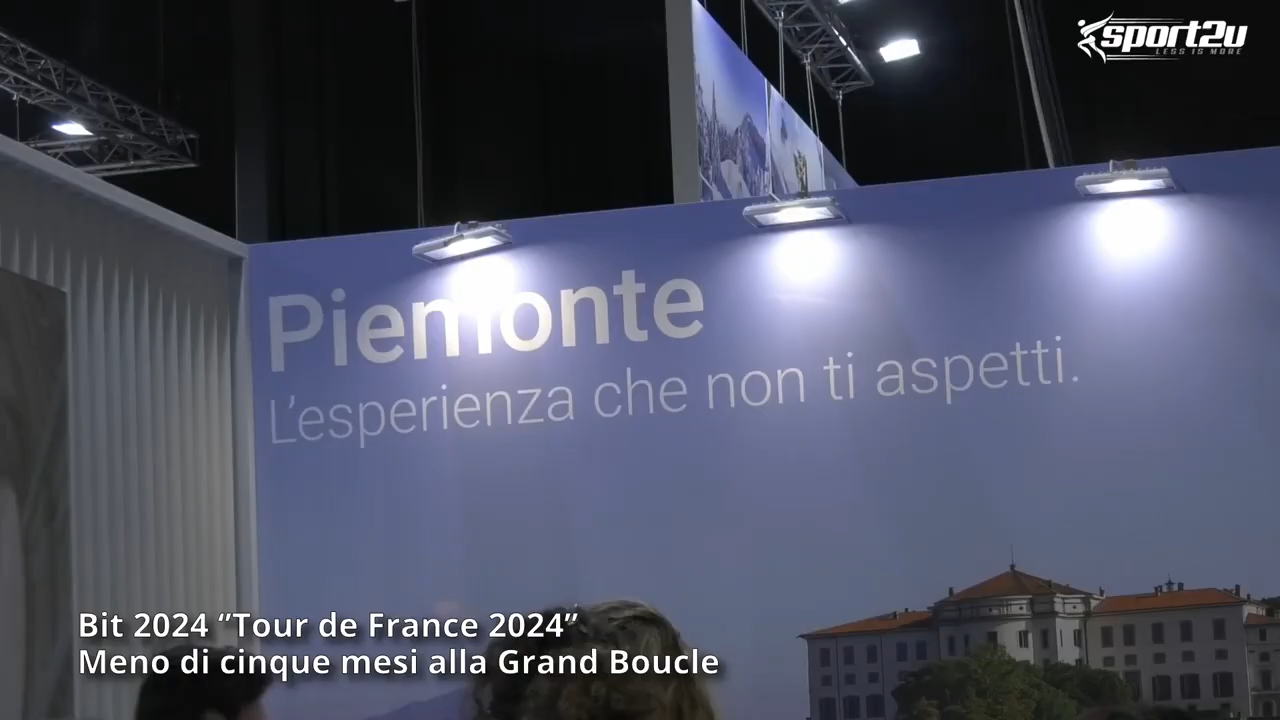 sport2u
LESS IS MORE
Piemonte
L'esperienza che non ti aspetti.
Bit 2024 “Tour de France 2024”
Meno di cinque mesi alla Grand Boucle